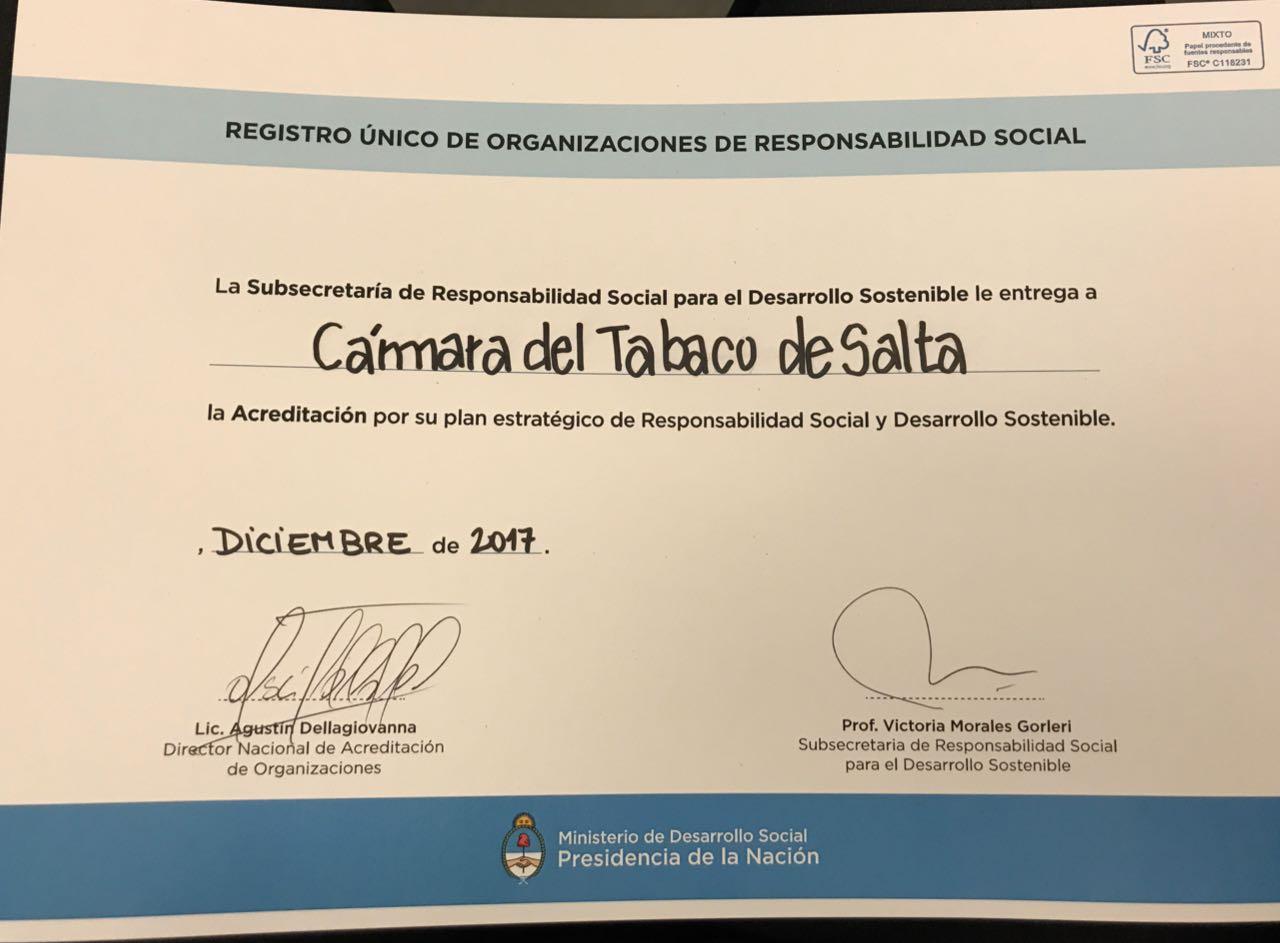 MIXTO
Papel procedente de
fuentes responsables
FSC® C118231
FSC
REGISTRO ÚNICO DE ORGANIZACIONES DE RESPONSABILIDAD SOCIAL
La Subsecretaría de Responsabilidad Social para el Desarrollo Sostenible le entrega a
Cámara del Tabaco de Salta
la Acreditación por su plan estratégico de Responsabilidad Social y Desarrollo Sostenible.
, DICIEMBRE de 2017.
Lic. Agustín Dellagiovanna
Director Nacional de Acreditación
de Organizaciones
Prof. Victoria Morales Gorleri
Subsecretaria de Responsabilidad Social
para el Desarrollo Sostenible
Ministerio de Desarrollo Social
Presidencia de la Nación